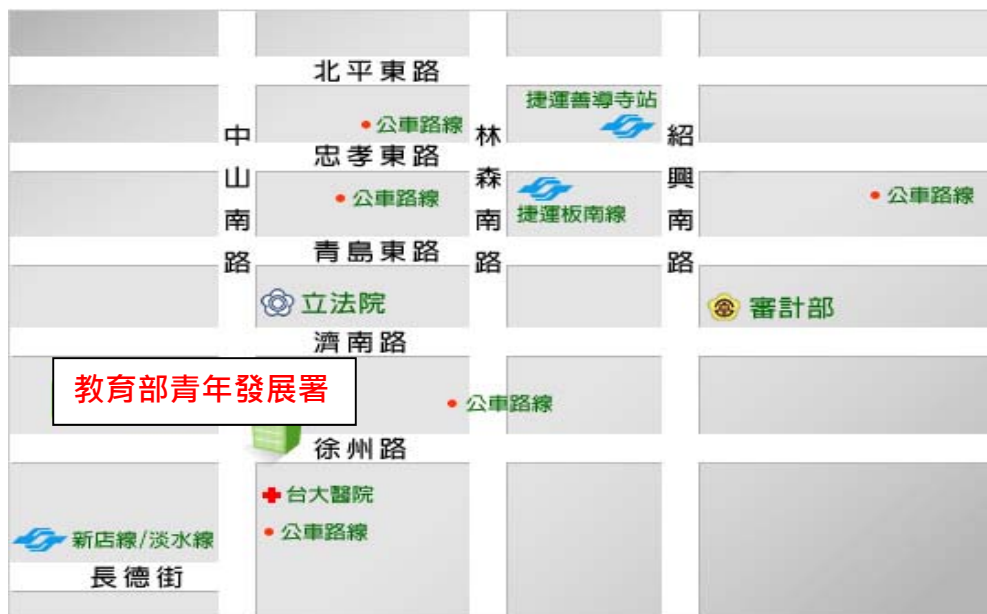 北平東路
捷運善導寺站
公車路線
中山南路
林森南路
紹興南路
忠孝東路
公車路線
捷運板南線
公車路線
青島東路
立法院
審計部
濟南路
教育部青年發展署
公車路線
徐州路
台大醫院
公車路線
新店線/淡水線
長德街